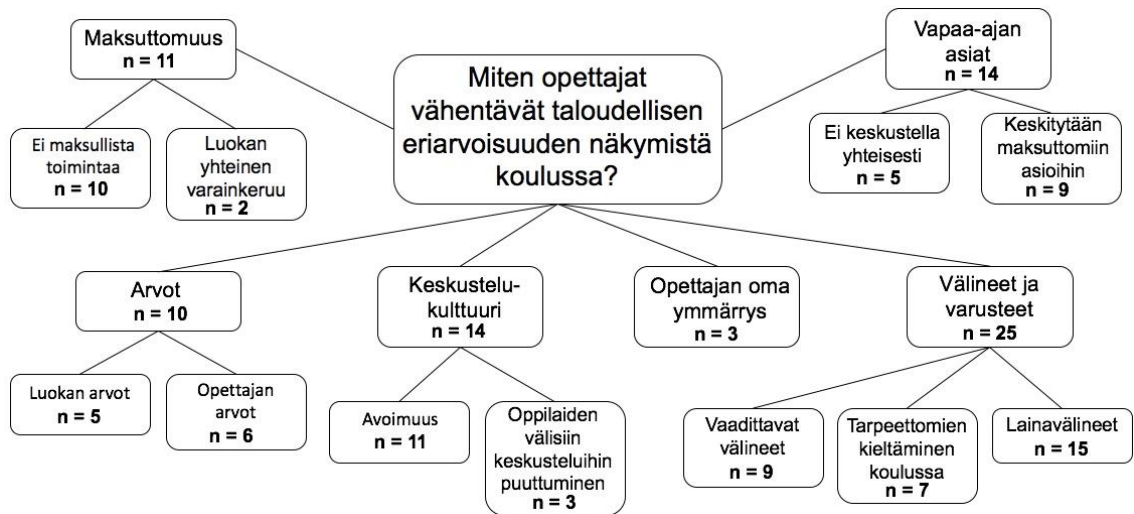 Maksuttomuus
n = 11
Miten opettajat
vähentävät taloudellisen
eriarvoisuuden näkymistä
koulussa?
Vapaa-ajan
asiat
n = 14
Ei maksullista
toimintaa
n = 10
Luokan
yhteinen
varainkeruu
n = 2
Ei keskustella
yhteisesti
n = 5
Keskitytään
maksuttomiin
asioihin
n = 9
Arvot
n = 10
Keskustelu-
kulttuuri
n = 14
Opettajan oma
ymmärrys
n = 3
Välineet ja
varusteet
n = 25
Luokan arvot
n = 5
Opettajan
arvot
n = 6
Avoimuus
n = 11
Oppilaiden
välisiin
keskusteluihin
puuttuminen
n = 3
Vaadittavat
välineet
n = 9
Tarpeettomien
kieltäminen
koulussa
n = 7
Lainavälineet
n = 15